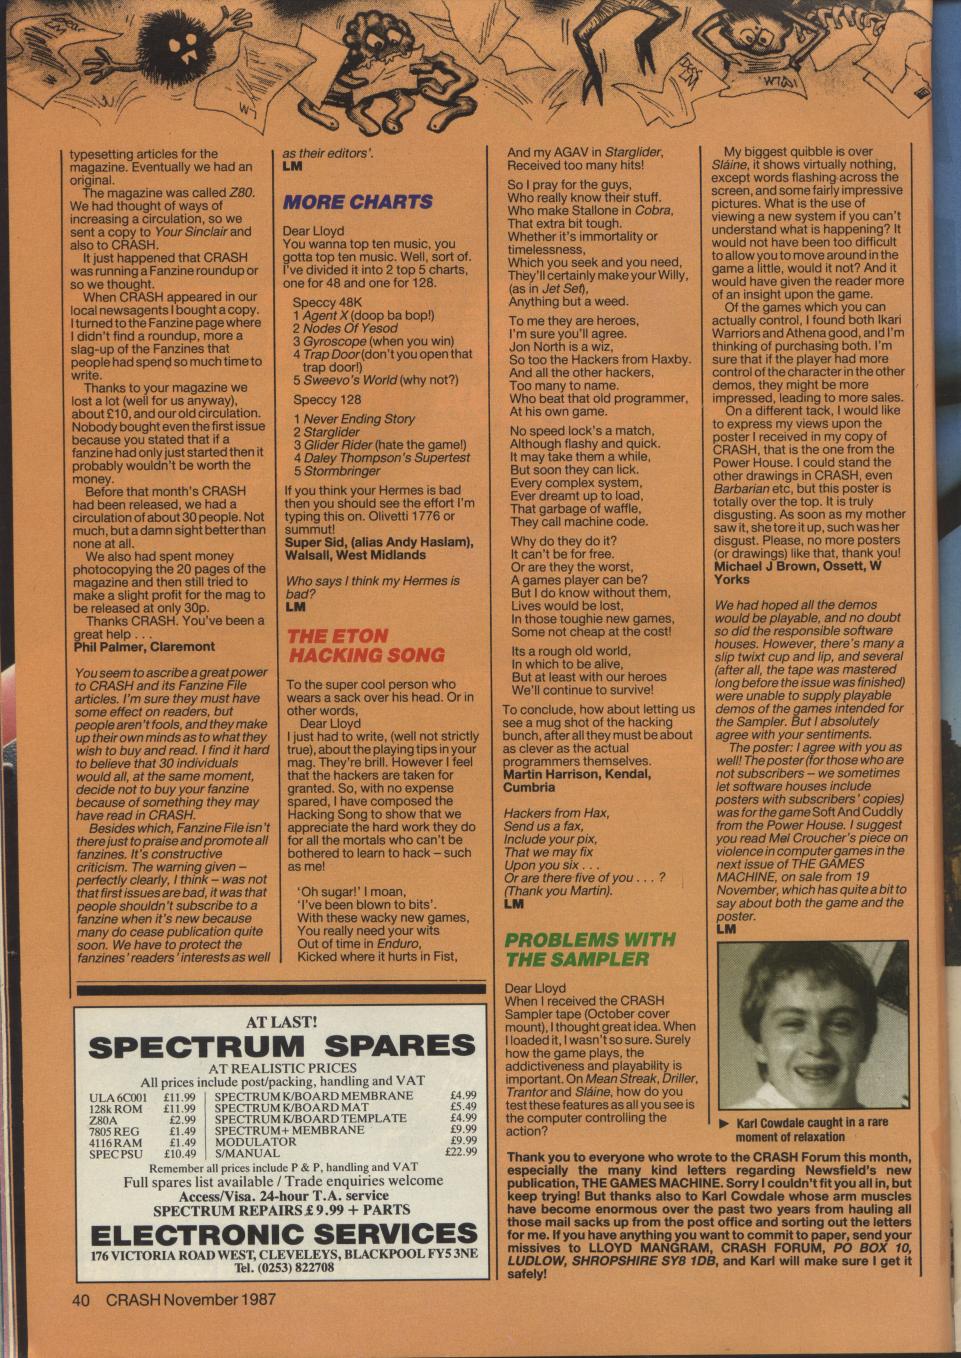 typesetting articles for the
magazine. Eventually we had an
original.
The magazine was called Z80.
We had thought of ways of
increasing a circulation, so we
sent a copy to Your Sinclair and
also to CRASH.
It just happened that CRASH
was running a Fanzine roundup or
so we thought.
When CRASH appeared in our
local newsagents I bought a copy.
I turned to the Fanzine page where
I didn't find a roundup, more a
slag-up of the Fanzines that
people had spend so much time to
write.
Thanks to your magazine we
lost a lot (well for us anyway),
about £10, and our old circulation.
Nobody bought even the first issue
because you stated that if a
fanzine had only just started then it
probably wouldn't be worth the
money.
Before that month's CRASH
had been released, we had a
circulation of about 30 people. Not
much, but a damn sight better than
none at all.
We also had spent money
photocopying the 20 pages of the
magazine and then still tried to
make a slight profit for the mag to
be released at only 30p.
Thanks CRASH. You've been a
great help . . .
Phil Palmer, Claremont
You seem to ascribe a great power
to CRASH and its Fanzine File
articles. I'm sure they must have
some effect on readers, but
people aren't fools, and they make
up their own minds as to what they
wish to buy and read. I find it hard
to believe that 30 individuals
would all, at the same moment,
decide not to buy your fanzine
because of something they may
have read in CRASH.
Besides which, Fanzine File isn't
there just to praise and promote all
fanzines. It's constructive
criticism. The warning given –
perfectly clearly, I think – was not
that first issues are bad, it was that
people shouldn't subscribe to a
fanzine when it's new because
many do cease publication quite
soon. We have to protect the
fanzines' readers' interests as well
as their editors'.
LM
MORE CHARTS
Dear Lloyd
You wanna top ten music, you
gotta top ten music. Well, sort of.
I've divided it into 2 top 5 charts,
one for 48 and one for 128.
Speccy 48K
1 Agent X (doop ba bop!)
2 Nodes Of Yesod
3 Gyroscope (when you win)
4 Trap Door (don't you open that
trap door!)
5 Sweevo's World (why not?)
Speccy 128
1 Never Ending Story
2 Starglider
3 Glider Rider (hate the game!)
4 Daley Thompson's Supertest
5 Stormbringer
If you think your Hermes is bad
then you should see the effort I'm
typing this on. Olivetti 1776 or
summut!
Super Sid, (alias Andy Haslam),
Walsall, West Midlands
Who says I think my Hermes is
bad?
LM
THE ETON
HACKING SONG
To the super cool person who
wears a sack over his head. Or in
other words,
Dear Lloyd
I just had to write, (well not strictly
true), about the playing tips in your
mag. They're brill. However I feel
that the hackers are taken for
granted. So, with no expense
spared, I have composed the
Hacking Song to show that we
appreciate the hard work they do
for all the mortals who can't be
bothered to learn to hack – such
as me!
'Oh sugar!' I moan,
'I've been blown to bits'.
With these wacky new games,
You really need your wits
Out of time in Enduro,
Kicked where it hurts in Fist,
And my AGAV in Starglider,
Received too many hits!
So I pray for the guys,
Who really know their stuff.
Who make Stallone in Cobra,
That extra bit tough.
Whether it's immortality or
timelessness,
Which you seek and you need,
They'll certainly make your Willy,
(as in Jet Set),
Anything but a weed.
To me they are heroes,
I'm sure you'll agree.
Jon North is a wiz,
So too the Hackers from Haxby.
And all the other hackers,
Too many to name.
Who beat that old programmer,
At his own game.
No speed lock's a match,
Although flashy and quick.
It may take them a while,
But soon they can lick.
Every complex system,
Ever dreamt up to load,
That garbage of waffle,
They call machine code.
Why do they do it?
It can't be for free.
Or are they the worst,
A games player can be?
But I do know without them,
Lives would be lost,
In those toughie new games,
Some not cheap at the cost!
Its a rough old world,
In which to be alive,
But at least with our heroes
We'll continue to survive!
To conclude, how about letting us
see a mug shot of the hacking
bunch, after all they must be about
as clever as the actual
programmers themselves.
Martin Harrison, Kendal,
Cumbria
Hackers from Hax,
Send us a fax,
Include your pix,
That we may fix
Upon you six . . .
Or are there five of you . . . ?
(Thank you Martin).
LM
PROBLEMS WITH
THE SAMPLER
Dear Lloyd
When I received the CRASH
Sampler tape (October cover
mount), I thought great idea. When
I loaded it, I wasn't so sure. Surely
how the game plays, the
addictiveness and playability is
important. On Mean Streak, Driller,
Trantor and Sláine, how do you
test these features as all you see is
the computer controlling the
action?
My biggest quibble is over
Sláine, it shows virtually nothing,
except words flashing across the
screen, and some fairly impressive
pictures. What is the use of
viewing a new system if you can't
understand what is happening? It
would not have been too difficult
to allow you to move around in the
game a little, would it not? And it
would have given the reader more
of an insight upon the game.
Of the games which you can
actually control, I found both Ikari
Warriors and Athena good, and I'm
thinking of purchasing both. I'm
sure that if the player had more
control of the character in the other
demos, they might be more
impressed, leading to more sales.
On a different tack, I would like
to express my views upon the
poster I received in my copy of
CRASH, that is the one from the
Power House. I could stand the
other drawings in CRASH, even
Barbarian etc, but this poster is
totally over the top. It is truly
disgusting. As soon as my mother
saw it, she tore it up, such was her
disgust. Please, no more posters
(or drawings) like that, thank you!
Michael J Brown, Ossett, W
Yorks
We had hoped all the demos
would be playable, and no doubt
so did the responsible software
houses. However, there's many a
slip twixt cup and lip, and several
(after all, the tape was mastered
long before the issue was finished)
were unable to supply playable
demos of the games intended for
the Sampler. But I absolutely
agree with your sentiments.
The poster: I agree with you as
well! The poster (for those who are
not subscribers – we sometimes
let software houses include
posters with subscribers' copies)
was for the game Soft And Cuddly
from the Power House. I suggest
you read Mel Croucher's piece on
violence in computer games in the
next issue of THE GAMES
MACHINE, on sale from 19
November, which has quite a bit to
say about both the game and the
poster.
LM
► Karl Cowdale caught in a rare
moment of relaxation
Thank you to everyone who wrote to the CRASH Forum this month,
especially the many kind letters regarding Newsfield's new
publication, THE GAMES MACHINE. Sorry I couldn't fit you all in, but
keep trying! But thanks also to Karl Cowdale whose arm muscles
have become enormous over the past two years from hauling all
those mail sacks up from the post office and sorting out the letters
for me. If you have anything you want to commit to paper, send your
missives to LLOYD MANGRAM, CRASH FORUM, PO BOX 10,
LUDLOW, SHROPSHIRE SY8 1DB, and Karl will make sure I get it
safely!
AT LAST!
SPECTRUM SPARES
AT REALISTIC PRICES
All prices include post/packing, handling and VAT
ULA 6C001 £11.99 SPECTRUM K/BOARD MEMBRANE £4.99
128k ROM £11.99 SPECTRUM K/BOARD MAT £5.49
Z80A £2.99 SPECTRUM K/BOARD TEMPLATE £4.99
7805 REG £1.49 SPECTRUM+ MEMBRANE £9.99
4116 RAM £1.49 MODULATOR £9.99
SPEC PSU £10.49 S/MANUAL £22.99
Remember all prices include P & P, handling and VAT
Full spares list available / Trade enquiries welcome
Access/Visa. 24-hour T.A. service
SPECTRUM REPAIRS £9.99 + PARTS
ELECTRONIC SERVICES
176 VICTORIA ROAD WEST, CLEVELEYS, BLACKPOOL FY5 3NE
Tel. (0253) 822708
40 CRASH November 1987